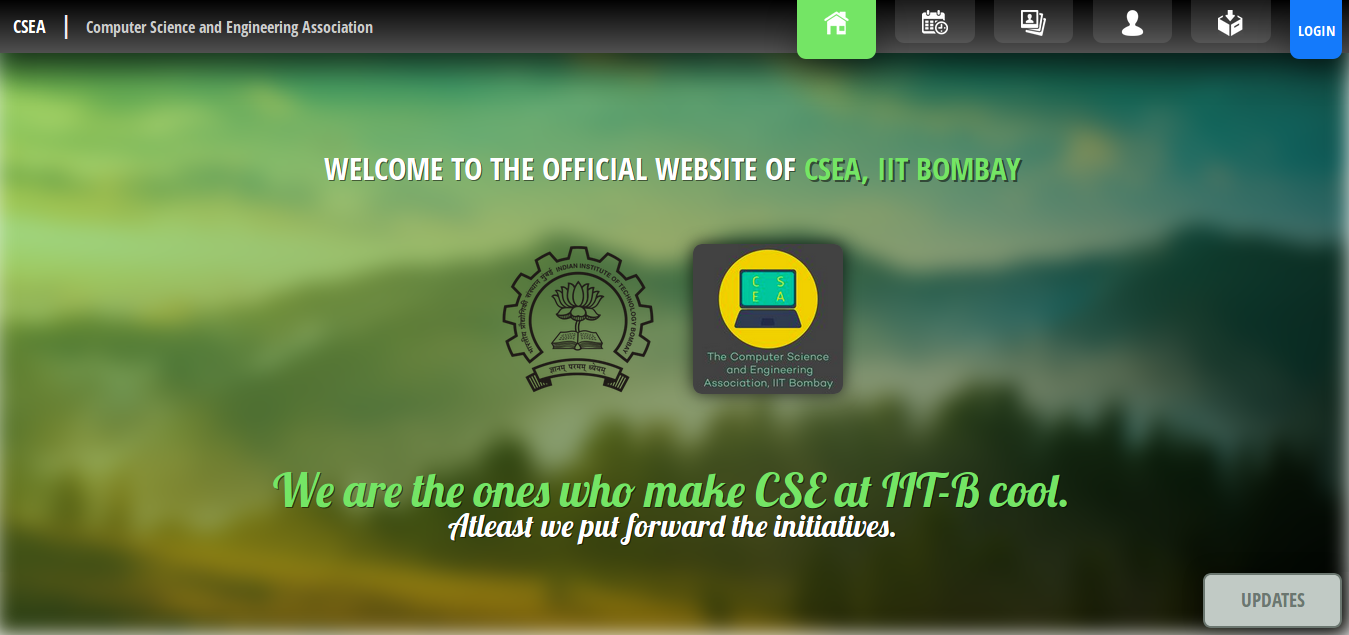 CSEA | Computer Science and Engineering Association
LOGIN
WELCOME TO THE OFFICIAL WEBSITE OF CSEA, IIT BOMBAY
भारतीय प्रौद्योगिकी संस्थान मुंबई INDIAN INSTITUTE OF TECHNOLOGY BOMBAY
ज्ञानम् परमम् ध्येयम्
C S
E A
The Computer Science
and Engineering
Association, IIT Bombay
We are the ones who make CSE at IIT-B cool.
Atleast we put forward the initiatives.
UPDATES